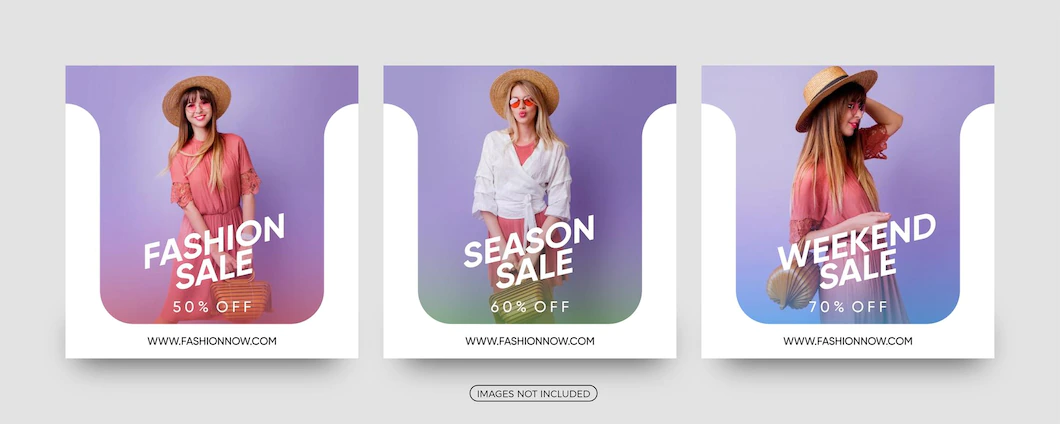 FASHION
SALE
50% OFF
WWW.FASHIONNOW.COM
SEASON
SALE
60% OFF
WWW.FASHIONNOW.COM
WEEKEND
SALE
70% OFF
WWW.FASHIONNOW.COM
IMAGES NOT INCLUDED